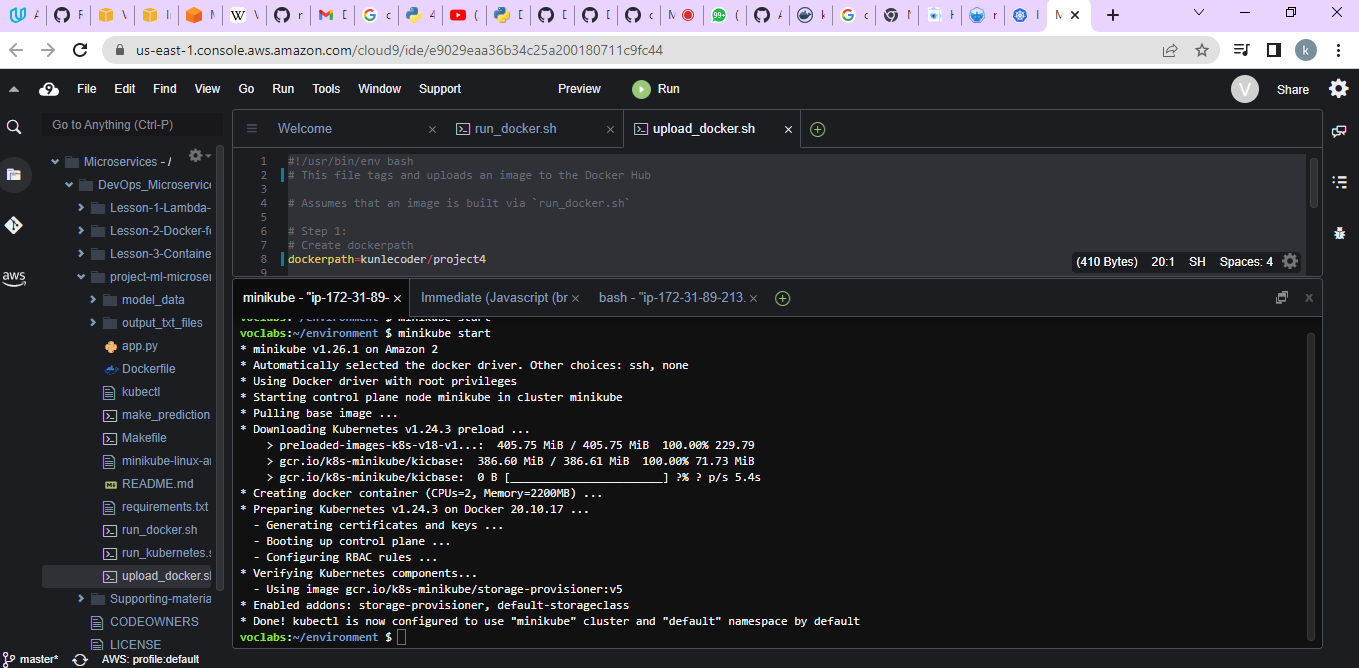 us-east-1.console.aws.amazon.com/cloud9/ide/e9029eaa36b34c25a200180711c9fc44
k
9 File Edit Find View Go Run Tools Window Support Preview Run V Share
Go to Anything (Ctrl-P)
Welcome
run_docker.sh
upload_docker.sh
Microservices - /
DevOps_Microservice
Lesson-1-Lambda-
Lesson-2-Docker-f
Lesson-3-Containe
project-ml-microser
model_data
output_txt_files
app.py
Dockerfile
kubectl
make_prediction
Makefile
minikube-linux-a
README.md
requirements.txt
run_docker.sh
run_kubernetes.s
upload_docker.sh
Supporting-materia
CODEOWNERS
LICENSE
aws
1 #!/usr/bin/env bash
2 # This file tags and uploads an image to the Docker Hub
3
4 # Assumes that an image is built via `run_docker.sh`
5
6 # Step 1:
7 # Create dockerpath
8 dockerpath=kunlecoder/project4
9
(410 Bytes) 20:1 SH Spaces: 4
minikube - "ip-172-31-89-
Immediate (Javascript (br
bash - "ip-172-31-89-213.
voclabs:~/environment $ minikube start
voclabs:~/environment $ minikube start
* minikube v1.26.1 on Amazon 2
* Automatically selected the docker driver. Other choices: ssh, none
* Using Docker driver with root privileges
* Starting control plane node minikube in cluster minikube
* Pulling base image ...
* Downloading Kubernetes v1.24.3 preload ...
> preloaded-images-k8s-v18-v1...: 405.75 MiB / 405.75 MiB 100.00% 229.79
> gcr.io/k8s-minikube/kicbase: 386.60 MiB / 386.61 MiB 100.00% 71.73 MiB
> gcr.io/k8s-minikube/kicbase: 0 B [________________________] ?% ? p/s 5.4s
* Creating docker container (CPUs=2, Memory=2200MB) ...
* Preparing Kubernetes v1.24.3 on Docker 20.10.17 ...
- Generating certificates and keys ...
- Booting up control plane ...
- Configuring RBAC rules ...
* Verifying Kubernetes components...
- Using image gcr.io/k8s-minikube/storage-provisioner:v5
* Enabled addons: storage-provisioner, default-storageclass
* Done! kubectl is now configured to use "minikube" cluster and "default" namespace by default
voclabs:~/environment $
master* AWS: profile:default